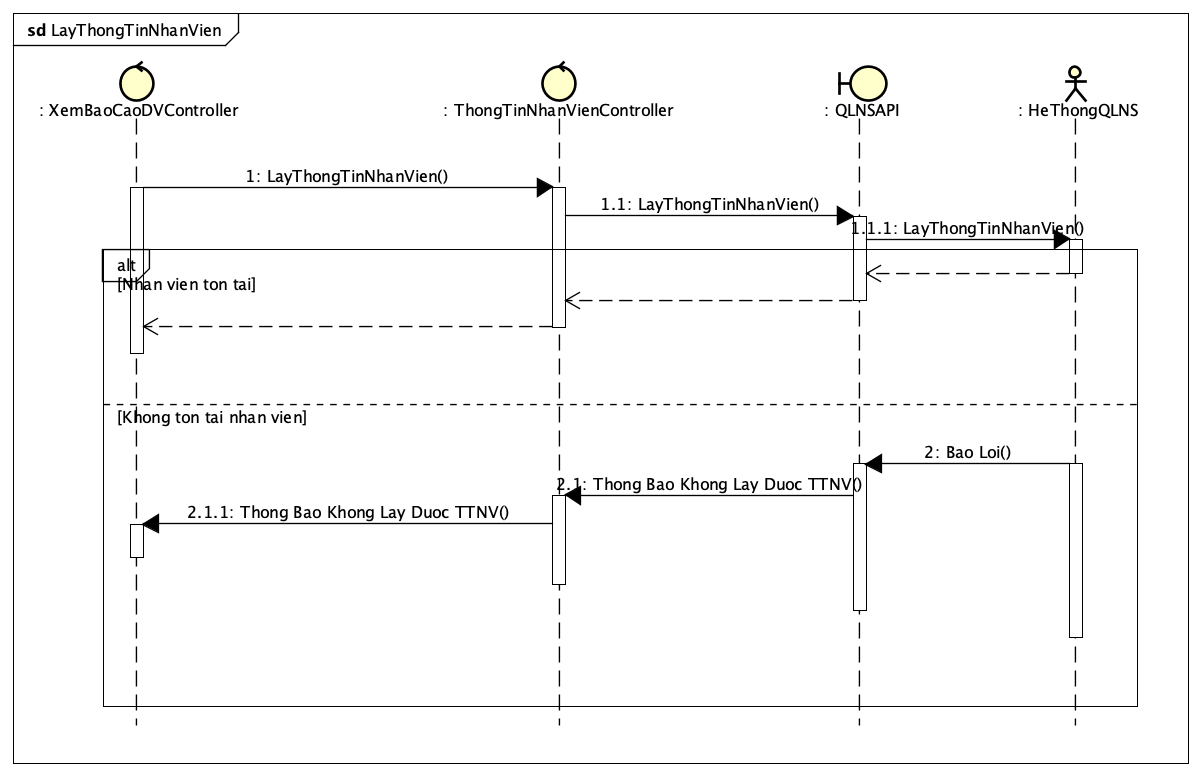 sd LayThongTinNhanVien
: XemBaoCaoDVController
: ThongTinNhanVienController
: QLNSAPI
: HeThongQLNS
1: LayThongTinNhanVien()
1.1: LayThongTinNhanVien()
1.1.1: LayThongTinNhanVien()
alt
[Nhan vien ton tai]
[Khong ton tai nhan vien]
2: Bao Loi()
2.1: Thong Bao Khong Lay Duoc TTNV()
2.1.1: Thong Bao Khong Lay Duoc TTNV()